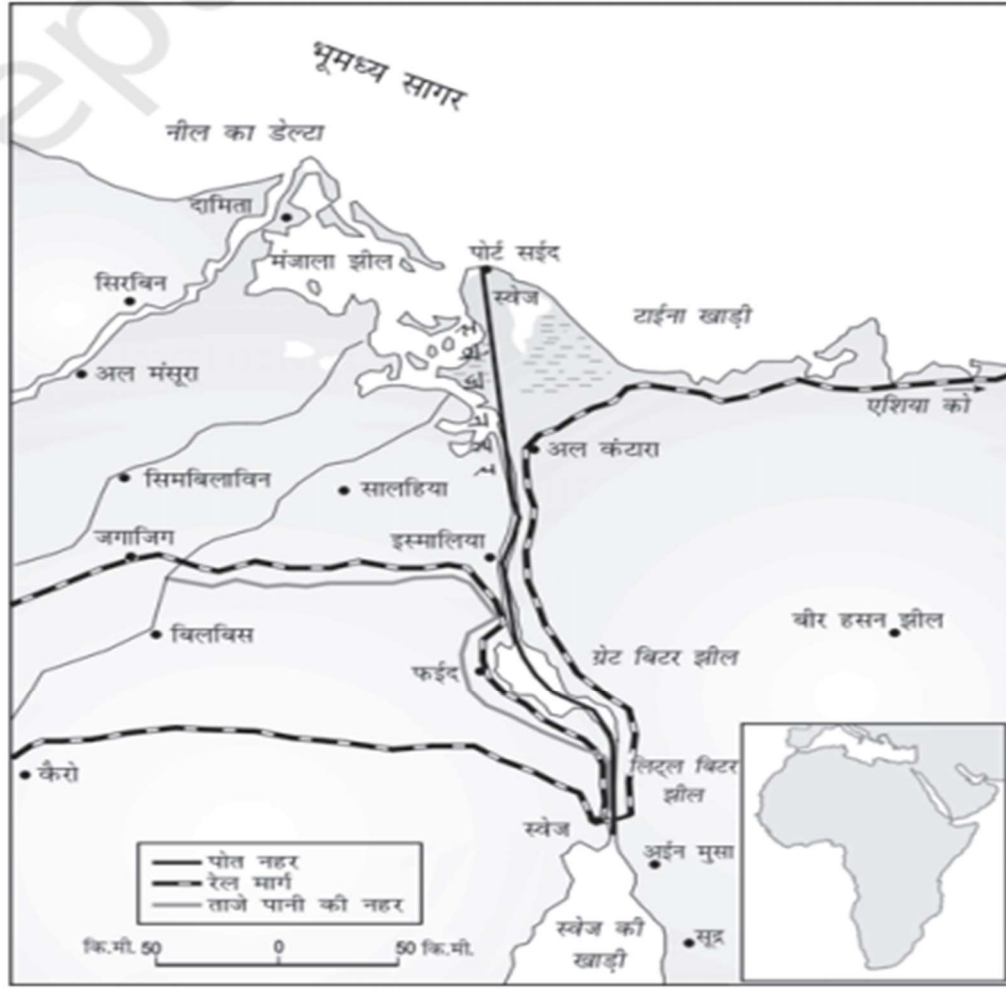 भूमध्य सागर
नील का डेल्टा
दामिता
मंजाला झील
पोर्ट सईद
स्वेज
सिरबिन
टाईना खाड़ी
अल मंसूरा
एशिया को
अल कंटारा
सिमबिलाविन
सालहिया
जगाजिग
इस्मालिया
बीर हसन झील
बिलबिस
ग्रेट बिटर झील
फईद
कैरो
लिट्ल बिटर
झील
स्वेज
अईन मुसा
पोत नहर
रेल मार्ग
ताजे पानी की नहर
स्वेज की
खाड़ी
सूद्र
कि.मी. 50 0 50 कि.मी.